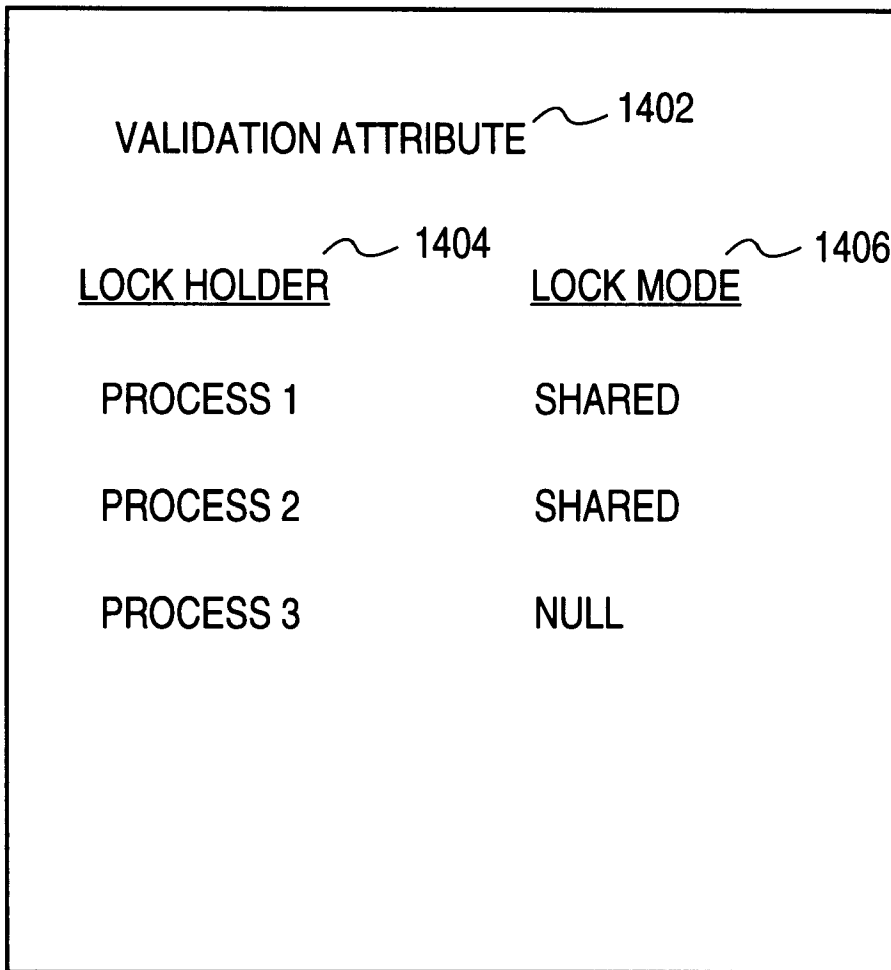 VALIDATION ATTRIBUTE 1402
1404 1406
LOCK HOLDER LOCK MODE
PROCESS 1 SHARED
PROCESS 2 SHARED
PROCESS 3 NULL